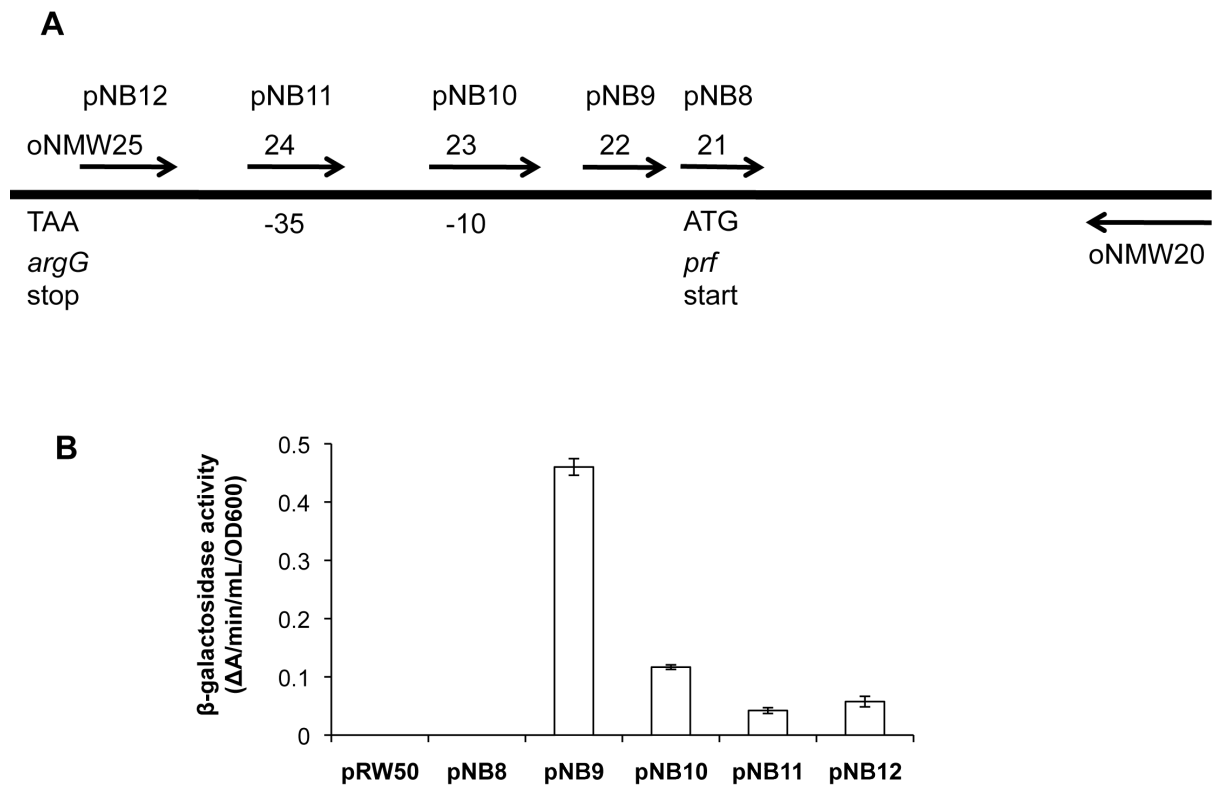 A
pNB12 pNB11 pNB10 pNB9 pNB8
oNMW25 24 23 22 21
TAA -35 -10 ATG
argG prf oNMW20
stop start
B
β-galactosidase activity
(ΔA/min/mL/OD600)
0.5
0.4
0.3
0.2
0.1
0
pRW50 pNB8 pNB9 pNB10 pNB11 pNB12